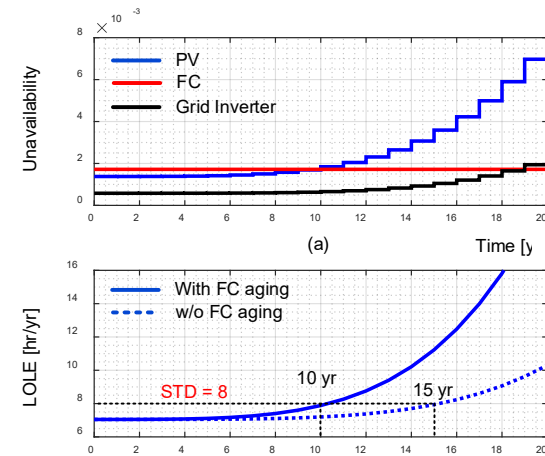 × 10 -3
8
6
4
2
0
Unavailability
PV
FC
Grid Inverter
0 2 4 6 8 10 12 14 16 18 20
(a)
Time [y
16
14
12
10
8
6
LOLE [hr/yr]
With FC aging
w/o FC aging
10 yr
15 yr
STD = 8
0 2 4 6 8 10 12 14 16 18 20